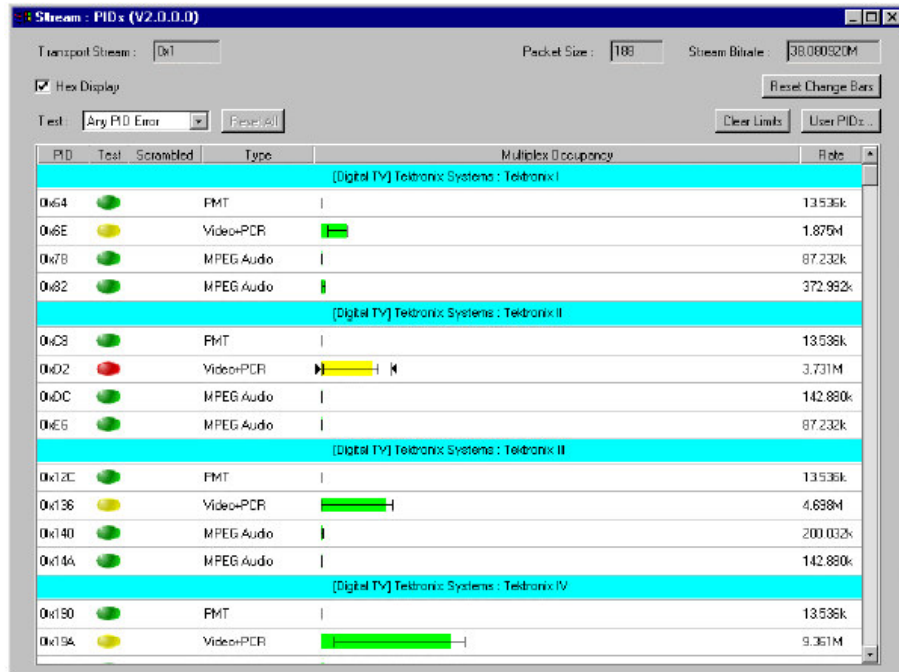 Stream : PIDs (V2.0.0.0)
Transport Stream : 0x1 Packet Size : 188 Stream Bitrate : 38.080920M
Hex Display Reset Change Bars
Test : Any PID Error Reset All Clear Limits User PIDs...
PID Test Scrambled Type Multiplex Occupancy Rate
[Digital TV] Tektronix Systems : Tektronix I
0x64 PMT 13.536k
0x6E Video+PCR 1.875M
0x78 MPEG Audio 87.232k
0x82 MPEG Audio 372.992k
[Digital TV] Tektronix Systems : Tektronix II
0xC8 PMT 13.536k
0xD2 Video+PCR 3.731M
0xDC MPEG Audio 142.880k
0xE6 MPEG Audio 87.232k
[Digital TV] Tektronix Systems : Tektronix III
0x12C PMT 13.536k
0x136 Video+PCR 4.698M
0x140 MPEG Audio 200.032k
0x14A MPEG Audio 142.880k
[Digital TV] Tektronix Systems : Tektronix IV
0x190 PMT 13.536k
0x19A Video+PCR 9.361M